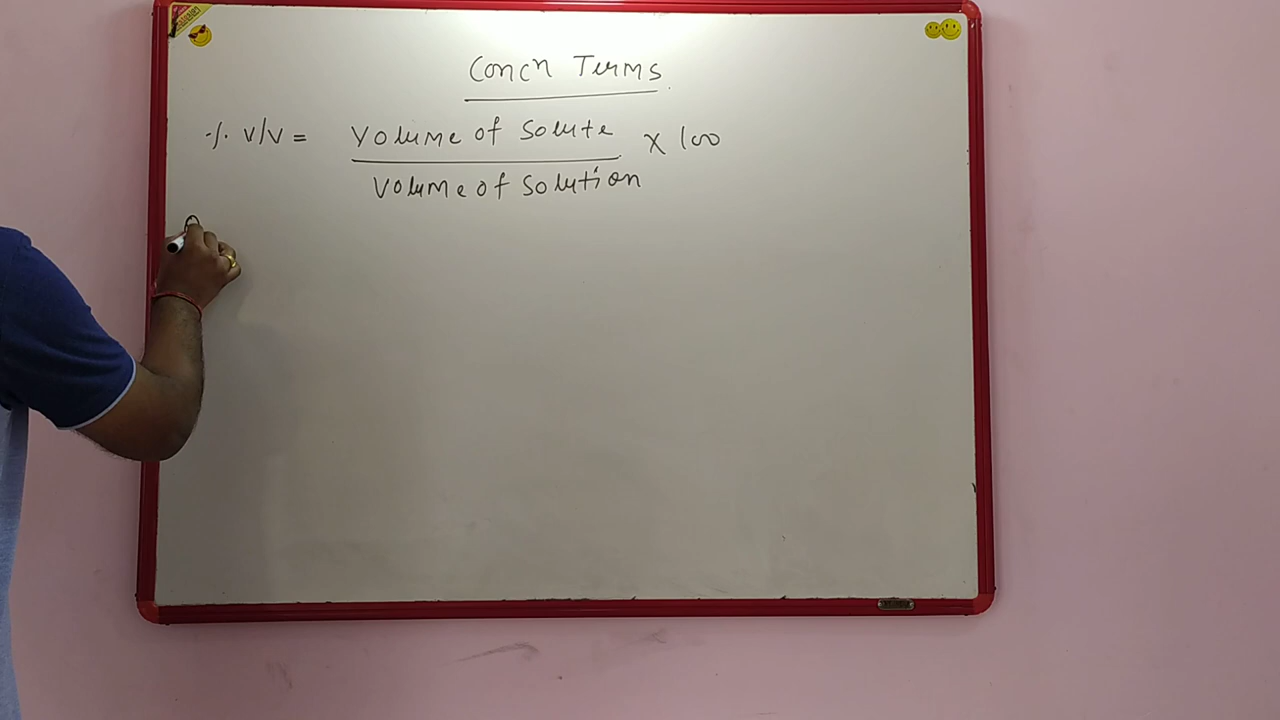 Concn Terms
% v/v = Volume of Solute / Volume of Solution × 100